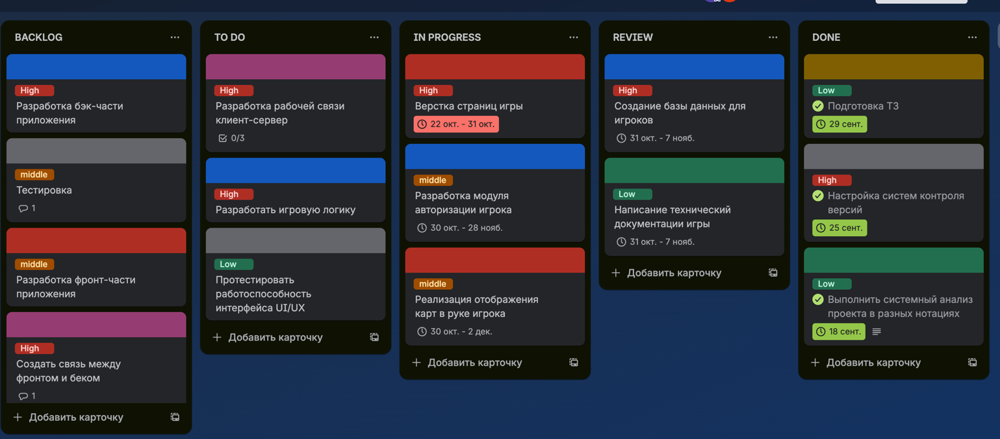 BACKLOG
High
Разработка бэк-части
приложения
middle
Тестировка
1
middle
Разработка фронт-части
приложения
High
Создать связь между
фронтом и беком
1
Добавить карточку
TO DO
High
Разработка рабочей связи
клиент-сервер
0/3
High
Разработать игровую логику
Low
Протестировать
работоспособность
интерфейса UI/UX
Добавить карточку
IN PROGRESS
High
Верстка страниц игры
22 окт. - 31 окт.
middle
Разработка модуля
авторизации игрока
30 окт. - 28 нояб.
middle
Реализация отображения
карт в руке игрока
30 окт. - 2 дек.
Добавить карточку
REVIEW
High
Создание базы данных для
игроков
31 окт. - 7 нояб.
Low
Написание технический
документации игры
31 окт. - 7 нояб.
Добавить карточку
DONE
Low
Подготовка ТЗ
29 сент.
High
Настройка систем контроля
версий
25 сент.
Low
Выполнить системный анализ
проекта в разных нотациях
18 сент.
Добавить карточку